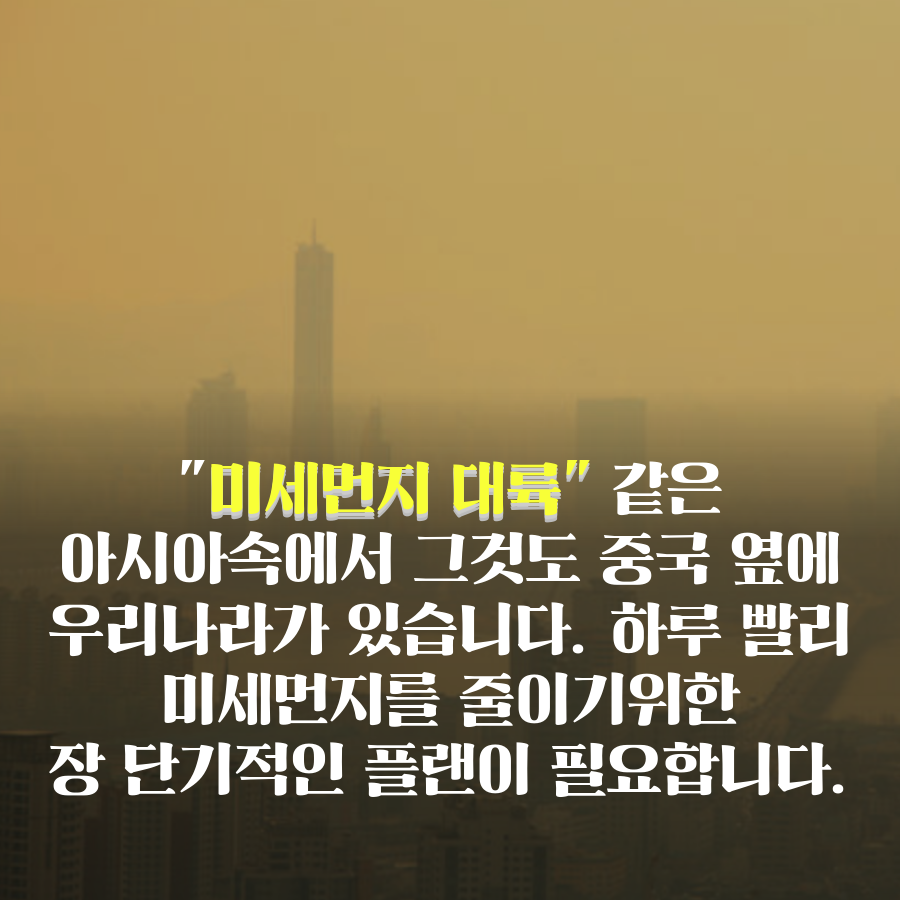 "미세먼지 대륙" 같은
아시아속에서 그것도 중국 옆에
우리나라가 있습니다. 하루 빨리
미세먼지를 줄이기위한
장 단기적인 플랜이 필요합니다.